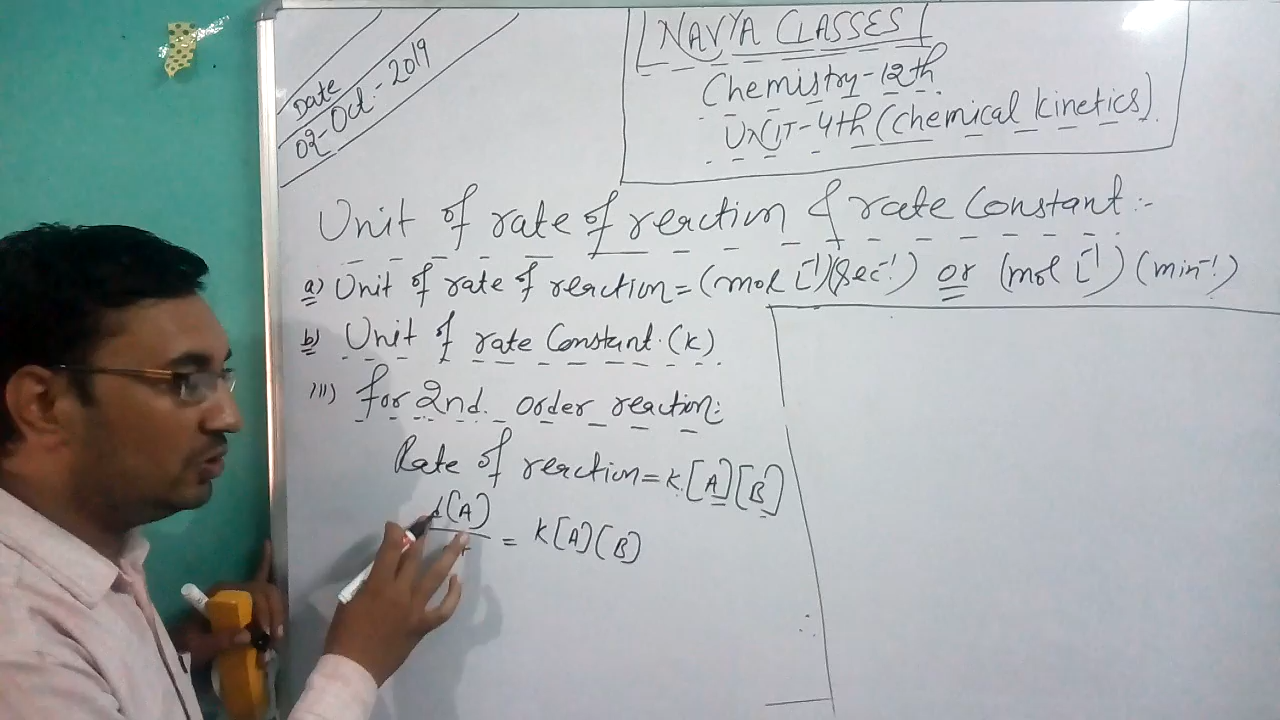 Date
02-Oct.-2019
NAVYA CLASSES
Chemistry-12th.
UNIT-4th (Chemical kinetics).
Unit of rate of reaction & rate Constant:-
a) Unit of rate of reaction = (mol L⁻¹)(sec⁻¹) or (mol L⁻¹) (min⁻¹)
b) Unit of rate Constant. (K).
iii) for 2nd. order reaction:
Rate of reaction = K.[A][B]
d[A]
= K[A][B]